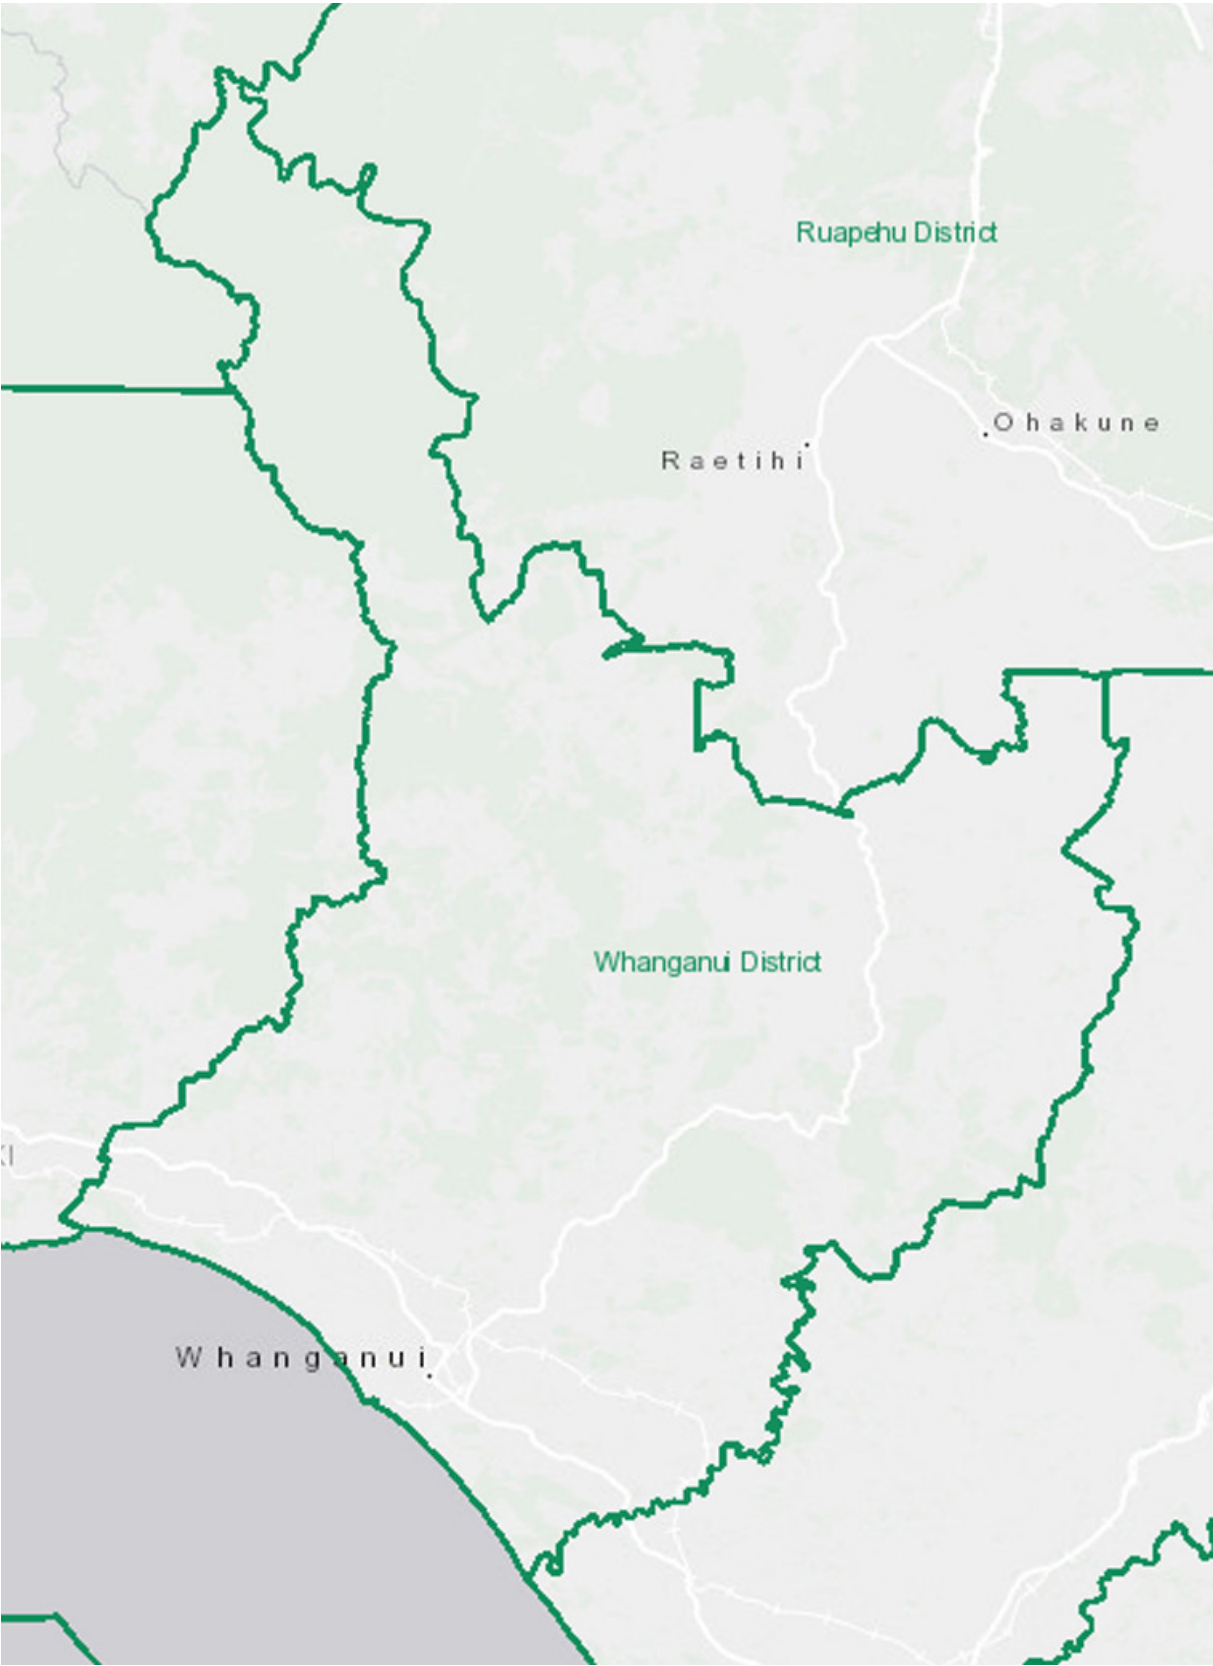 Ruapehu District
Ohakune
Raetihi
Whanganui District
Whanganui